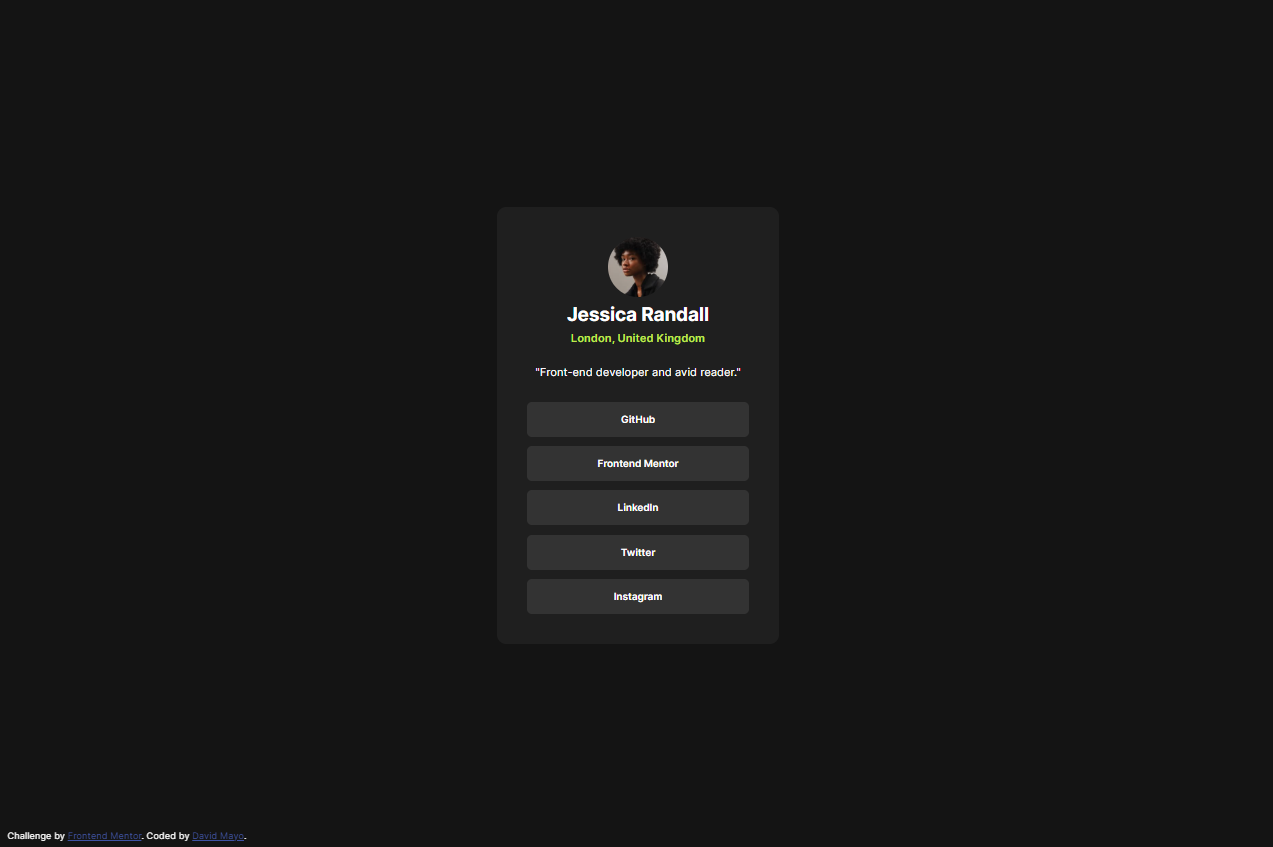 Jessica Randall
London, United Kingdom
"Front-end developer and avid reader."
GitHub
Frontend Mentor
LinkedIn
Twitter
Instagram
Challenge by Frontend Mentor. Coded by David Mayo.